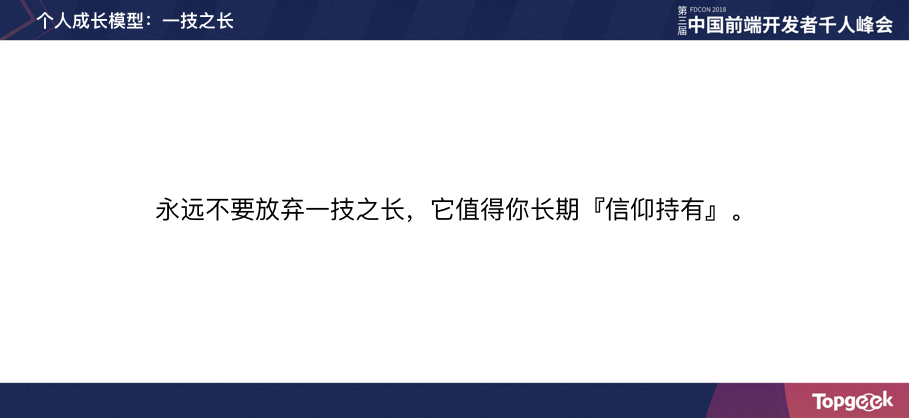 个人成长模型：一技之长
第三届
FDCON 2018
中国前端开发者千人峰会
永远不要放弃一技之长，它值得你长期『信仰持有』。
Topgeek